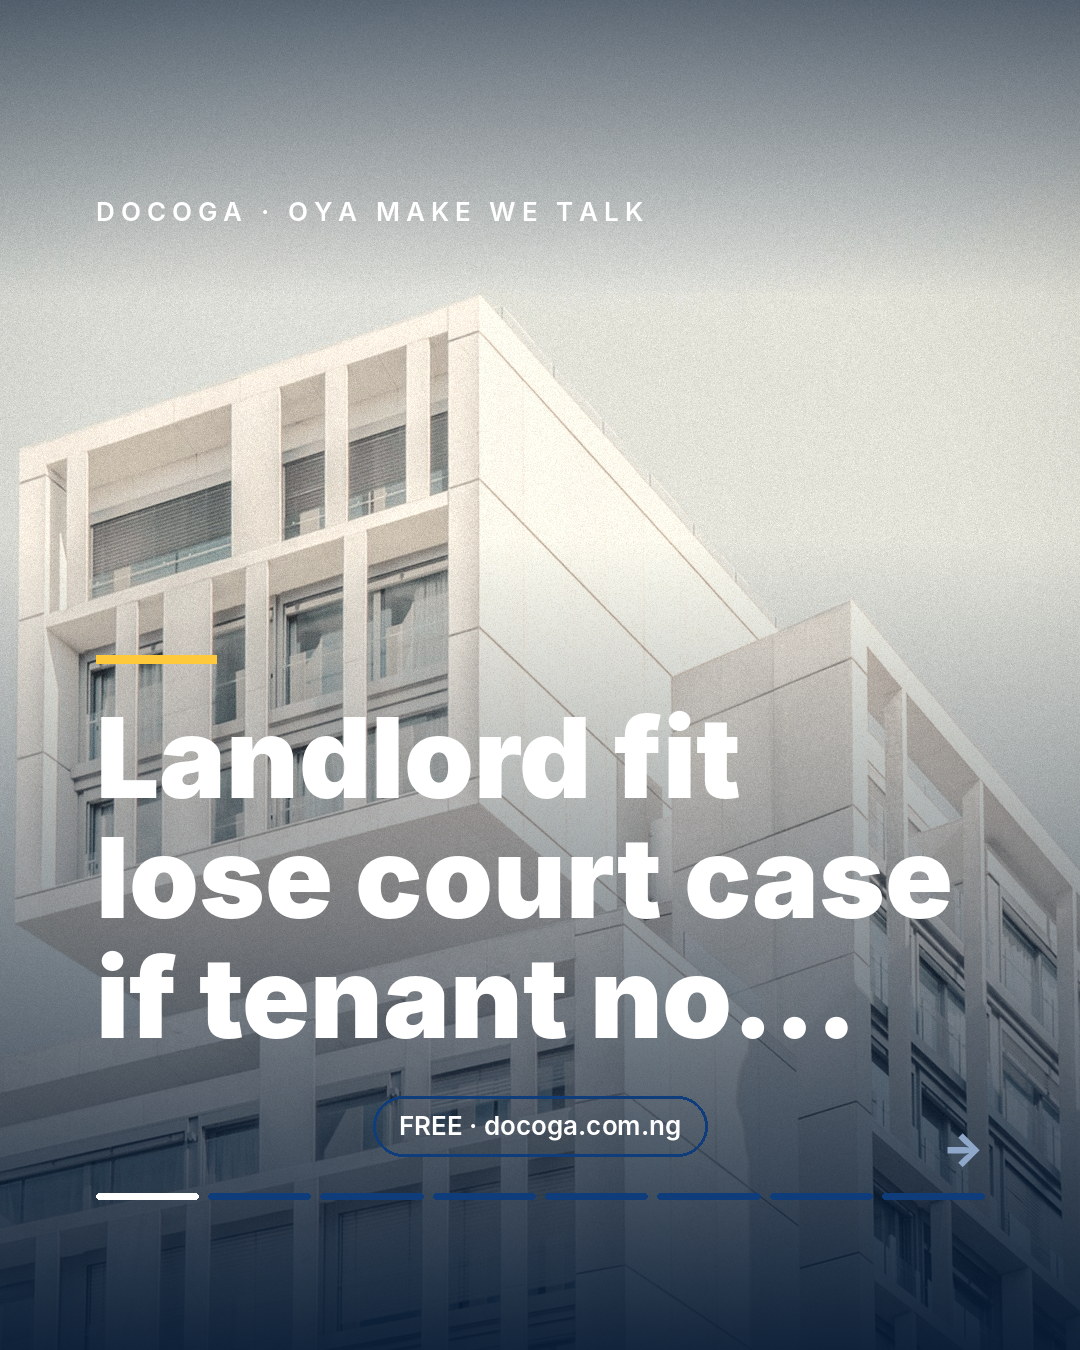 DOCOGA · OYA MAKE WE TALK
Landlord fit
lose court case
if tenant no...
FREE · docoga.com.ng